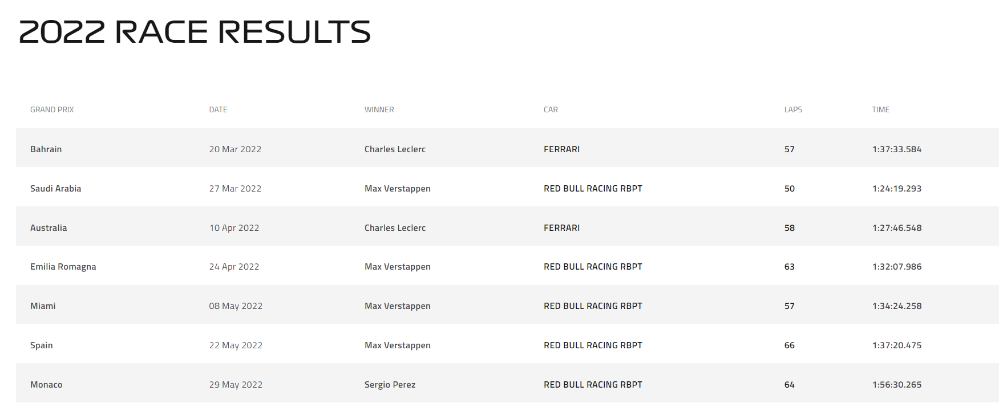 2022 RACE RESULTS
GRAND PRIX DATE WINNER CAR LAPS TIME
Bahrain 20 Mar 2022 Charles Leclerc FERRARI 57 1:37:33.584
Saudi Arabia 27 Mar 2022 Max Verstappen RED BULL RACING RBPT 50 1:24:19.293
Australia 10 Apr 2022 Charles Leclerc FERRARI 58 1:27:46.548
Emilia Romagna 24 Apr 2022 Max Verstappen RED BULL RACING RBPT 63 1:32:07.986
Miami 08 May 2022 Max Verstappen RED BULL RACING RBPT 57 1:34:24.258
Spain 22 May 2022 Max Verstappen RED BULL RACING RBPT 66 1:37:20.475
Monaco 29 May 2022 Sergio Perez RED BULL RACING RBPT 64 1:56:30.265